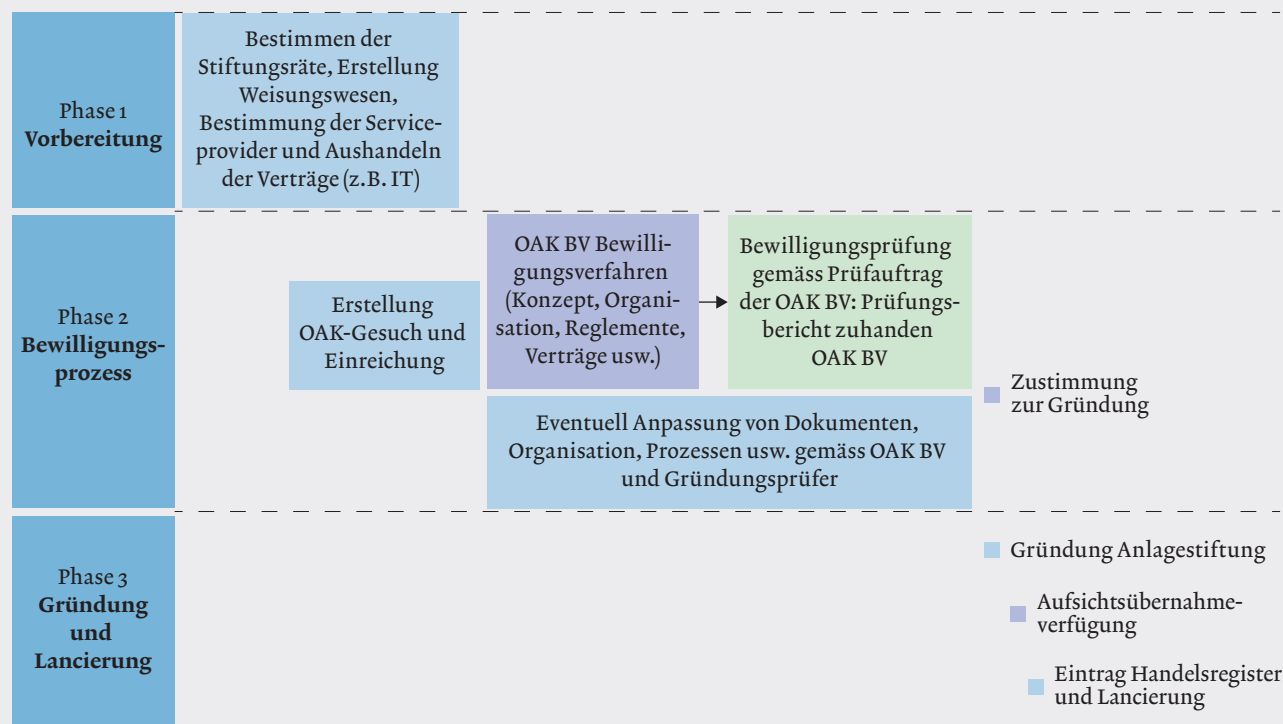 Phase 1
Vorbereitung
Bestimmen der
Stiftungsräte, Erstellung
Weisungswesen,
Bestimmung der Service-
provider und Aushandeln
der Verträge (z.B. IT)
Phase 2
Bewilligungs-
prozess
Erstellung
OAK-Gesuch und
Einreichung
OAK BV Bewilli-
gungsverfahren
(Konzept, Organi-
sation, Reglemente,
Verträge usw.)
Bewilligungsprüfung
gemäss Prüfauftrag
der OAK BV: Prüfungs-
bericht zuhanden
OAK BV
Eventuell Anpassung von Dokumenten,
Organisation, Prozessen usw. gemäss OAK BV
und Gründungsprüfer
Zustimmung
zur Gründung
Phase 3
Gründung
und
Lancierung
Gründung Anlagestiftung
Aufsichtsübernahme-
verfügung
Eintrag Handelsregister
und Lancierung